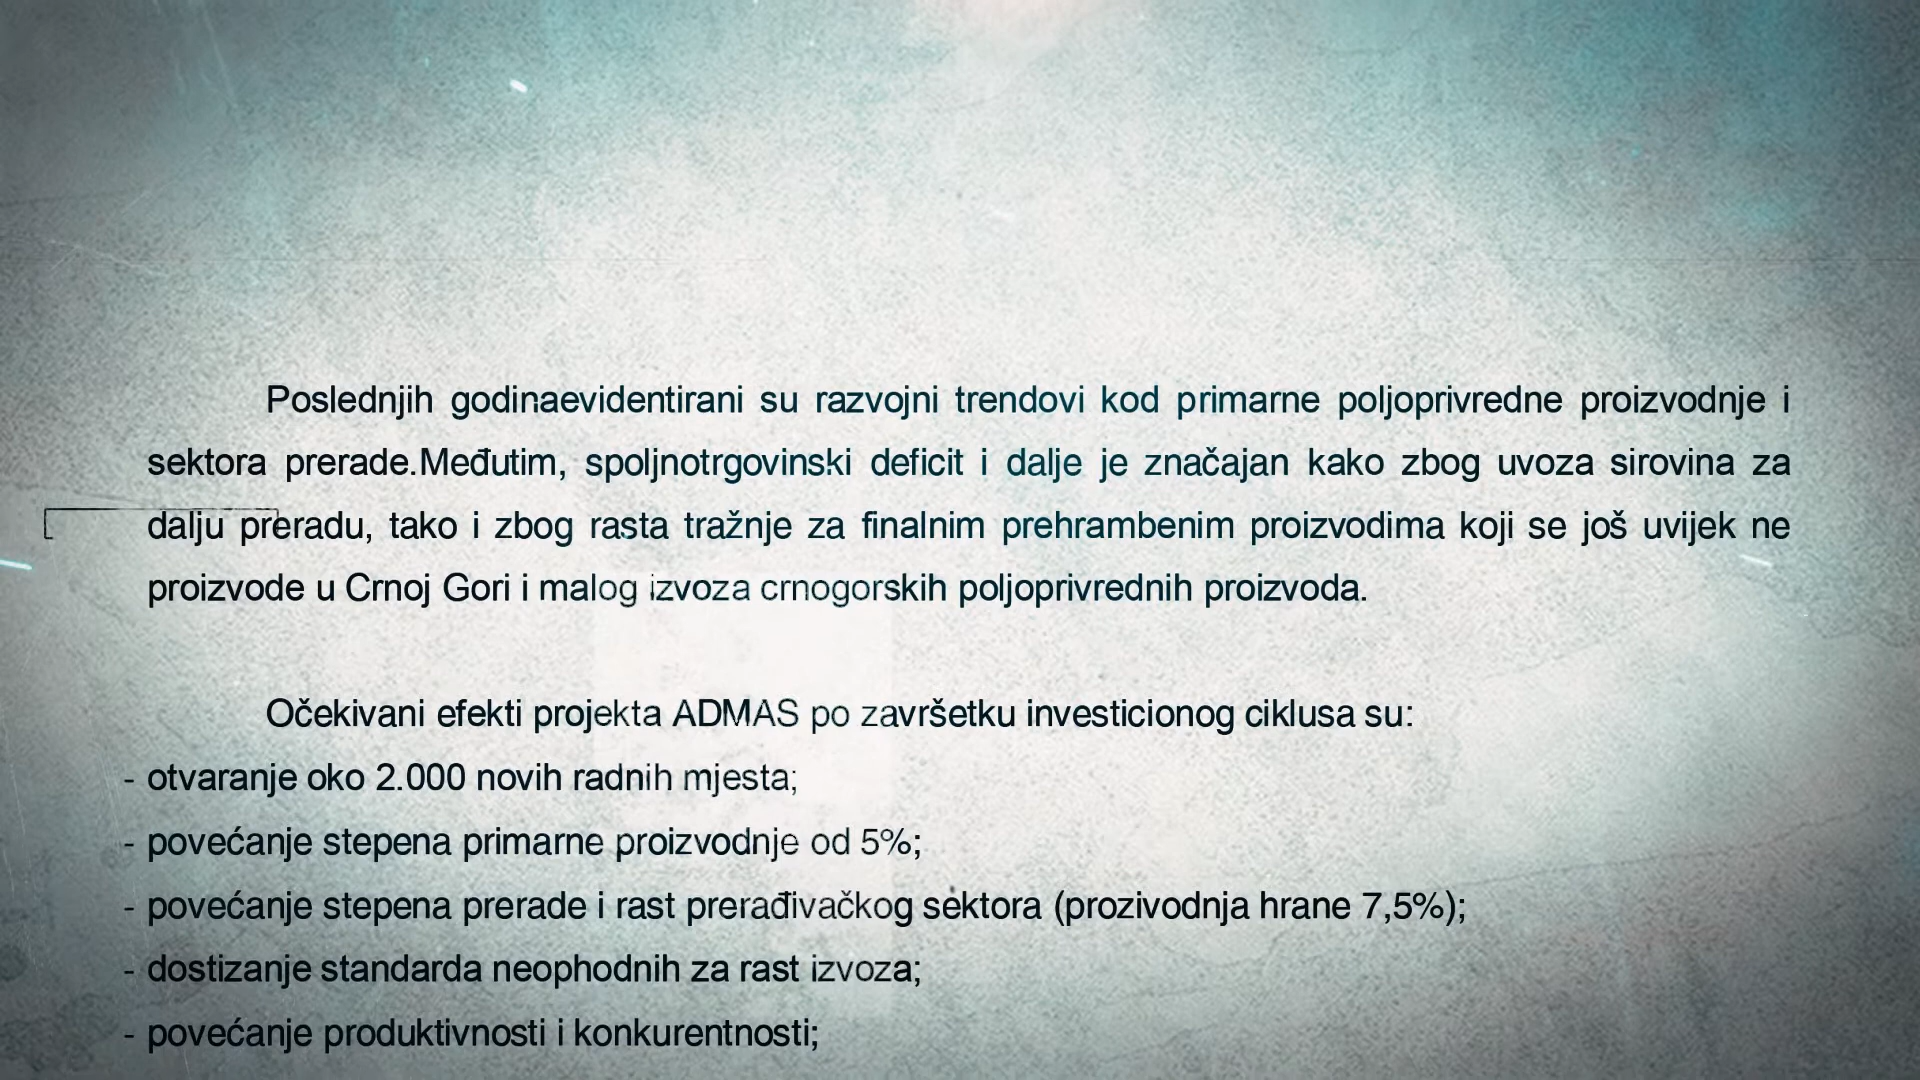 Poslednjih godinaevidentirani su razvojni trendovi kod primarne poljoprivredne proizvodnje i
sektora prerade.Međutim, spoljnotrgovinski deficit i dalje je značajan kako zbog uvoza sirovina za
dalju preradu, tako i zbog rasta tražnje za finalnim prehrambenim proizvodima koji se još uvijek ne
proizvode u Crnoj Gori i malog izvoza crnogorskih poljoprivrednih proizvoda.
Očekivani efekti projekta ADMAS po završetku investicionog ciklusa su:
- otvaranje oko 2.000 novih radnih mjesta;
- povećanje stepena primarne proizvodnje od 5%;
- povećanje stepena prerade i rast prerađivačkog sektora (prozivodnja hrane 7,5%);
- dostizanje standarda neophodnih za rast izvoza;
- povećanje produktivnosti i konkurentnosti;